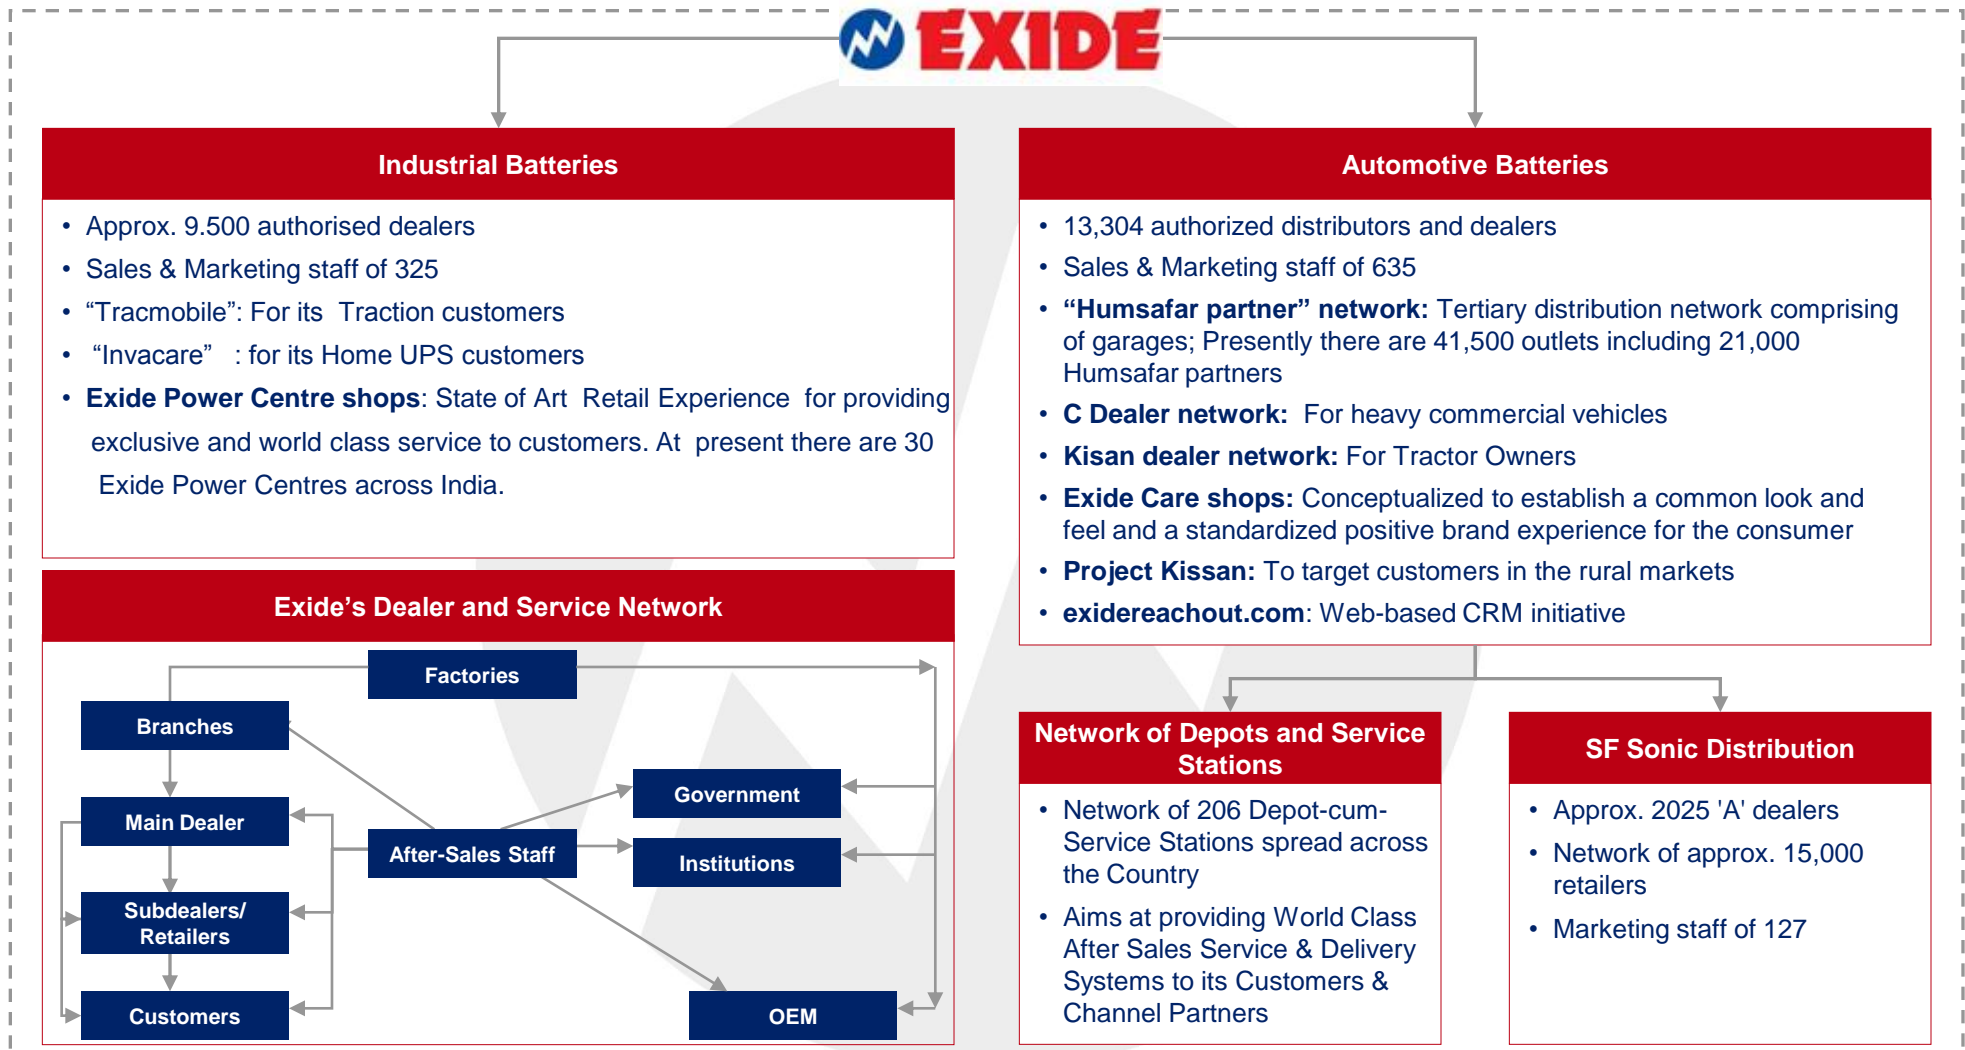 EXIDE
Industrial Batteries
• Approx. 9.500 authorised dealers
• Sales & Marketing staff of 325
• “Tracmobile”: For its Traction customers
• “Invacare” : for its Home UPS customers
• Exide Power Centre shops: State of Art Retail Experience for providing
exclusive and world class service to customers. At present there are 30
Exide Power Centres across India.
Exide’s Dealer and Service Network
Factories
Branches
Government
Main Dealer
After-Sales Staff
Institutions
Subdealers/
Retailers
Customers
OEM
Automotive Batteries
• 13,304 authorized distributors and dealers
• Sales & Marketing staff of 635
• “Humsafar partner” network: Tertiary distribution network comprising
of garages; Presently there are 41,500 outlets including 21,000
Humsafar partners
• C Dealer network: For heavy commercial vehicles
• Kisan dealer network: For Tractor Owners
• Exide Care shops: Conceptualized to establish a common look and
feel and a standardized positive brand experience for the consumer
• Project Kissan: To target customers in the rural markets
• exidereachout.com: Web-based CRM initiative
Network of Depots and Service
Stations
• Network of 206 Depot-cum-
Service Stations spread across
the Country
• Aims at providing World Class
After Sales Service & Delivery
Systems to its Customers &
Channel Partners
SF Sonic Distribution
• Approx. 2025 'A' dealers
• Network of approx. 15,000
retailers
• Marketing staff of 127